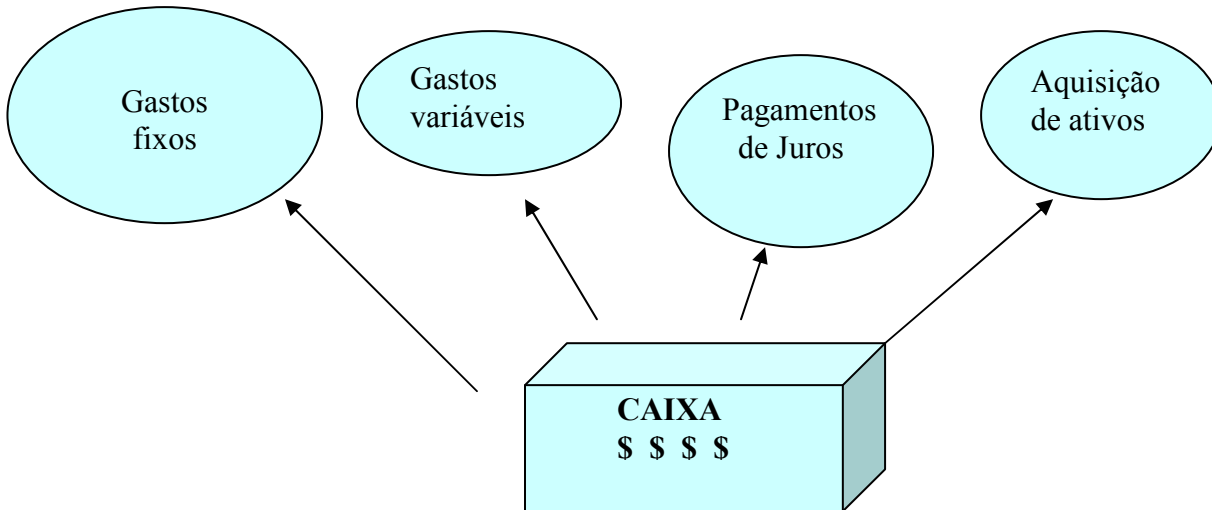 Gastos
fixos
Gastos
variáveis
Pagamentos
de Juros
Aquisição
de ativos
CAIXA
$ $ $ $